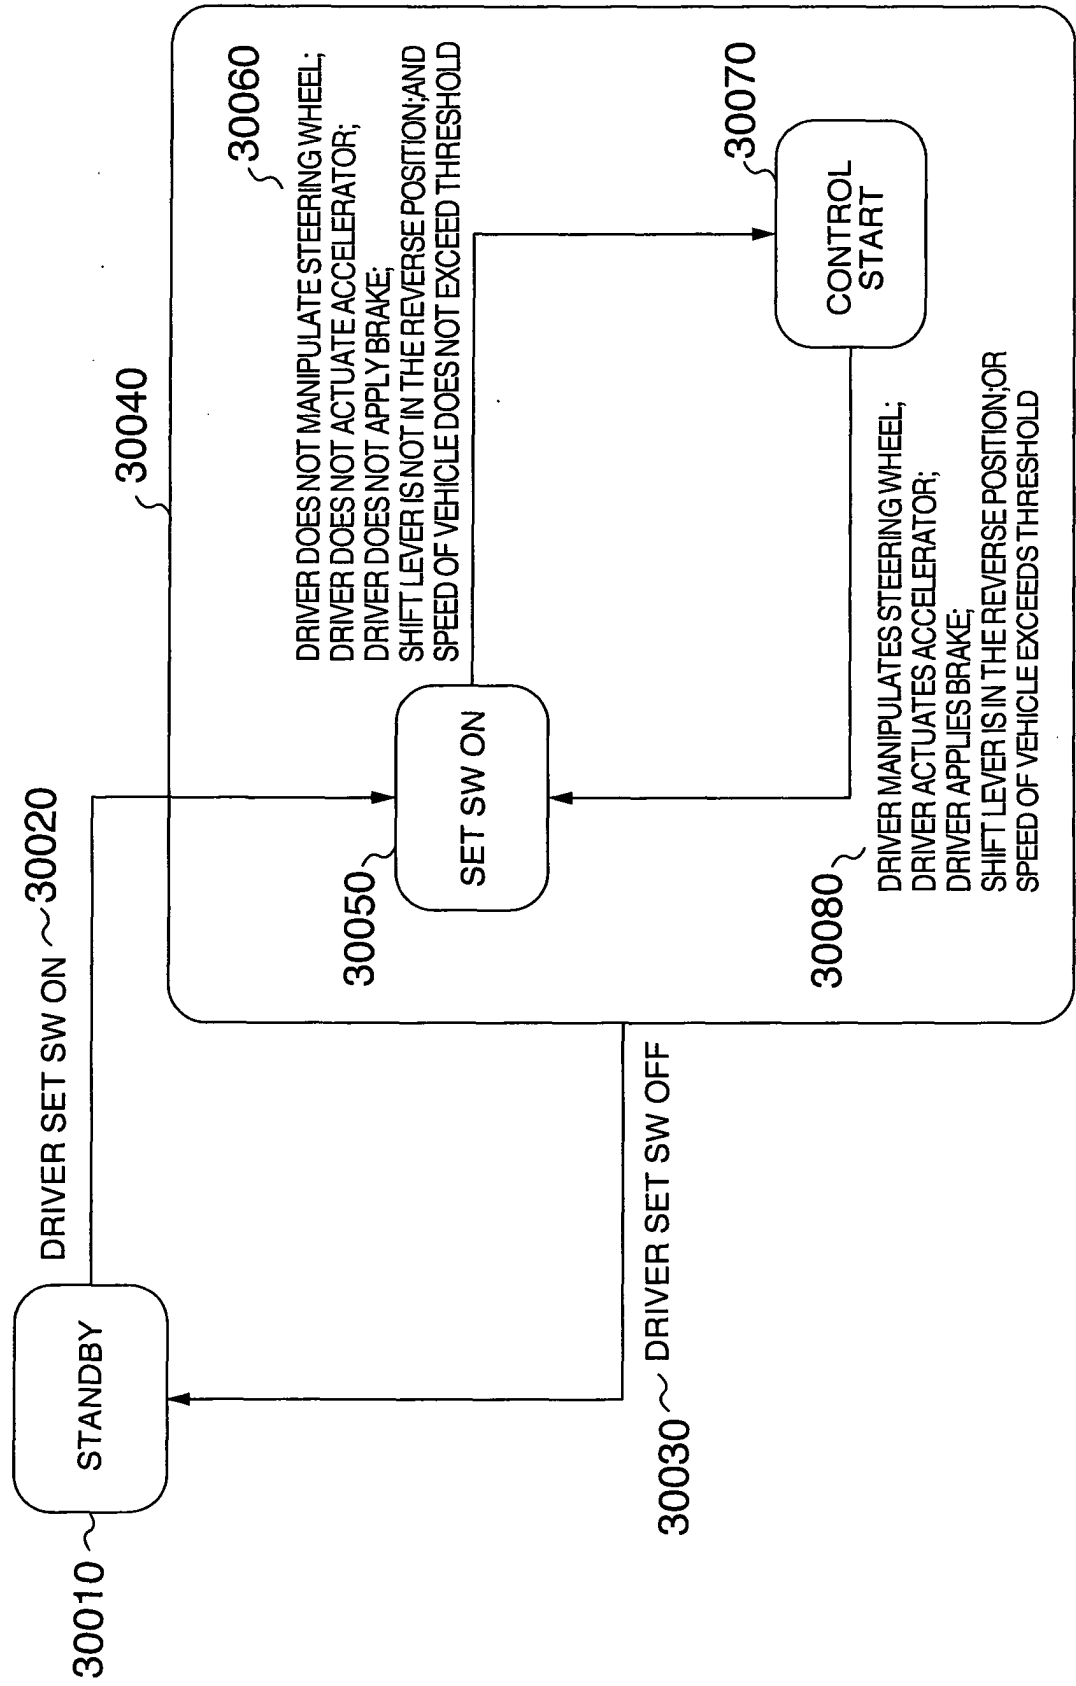 30010
STANDBY
DRIVER SET SW ON
30020
30030
DRIVER SET SW OFF
30040
30050
SET SW ON
30060
DRIVER DOES NOT MANIPULATE STEERING WHEEL;
DRIVER DOES NOT ACTUATE ACCELERATOR;
DRIVER DOES NOT APPLY BRAKE;
SHIFT LEVER IS NOT IN THE REVERSE POSITION;AND
SPEED OF VEHICLE DOES NOT EXCEED THRESHOLD
30070
CONTROL
START
30080
DRIVER MANIPULATES STEERING WHEEL;
DRIVER ACTUATES ACCELERATOR;
DRIVER APPLIES BRAKE;
SHIFT LEVER IS IN THE REVERSE POSITION;OR
SPEED OF VEHICLE EXCEEDS THRESHOLD